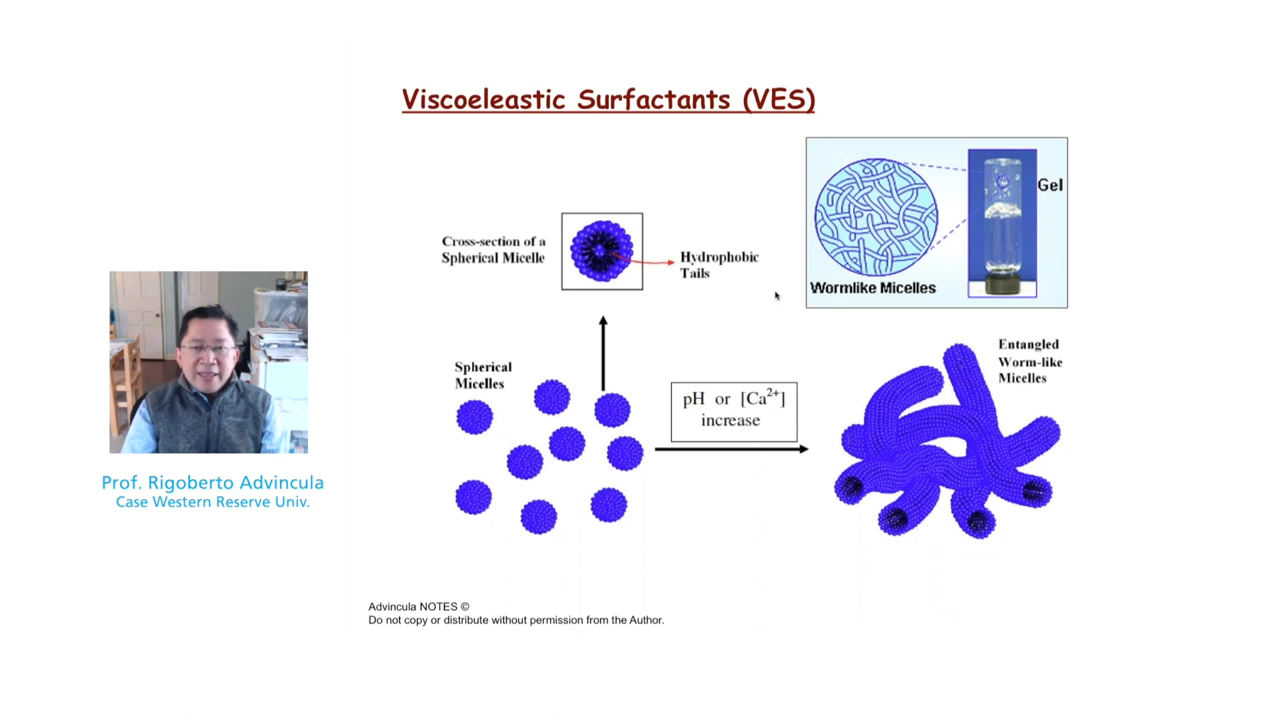 Viscoeleastic Surfactants (VES)
Cross-section of a
Spherical Micelle
Hydrophobic
Tails
Gel
Wormlike Micelles
Spherical
Micelles
pH or [Ca2+]
increase
Entangled
Worm-like
Micelles
Prof. Rigoberto Advincula
Case Western Reserve Univ.
Advincula NOTES ©
Do not copy or distribute without permission from the Author.